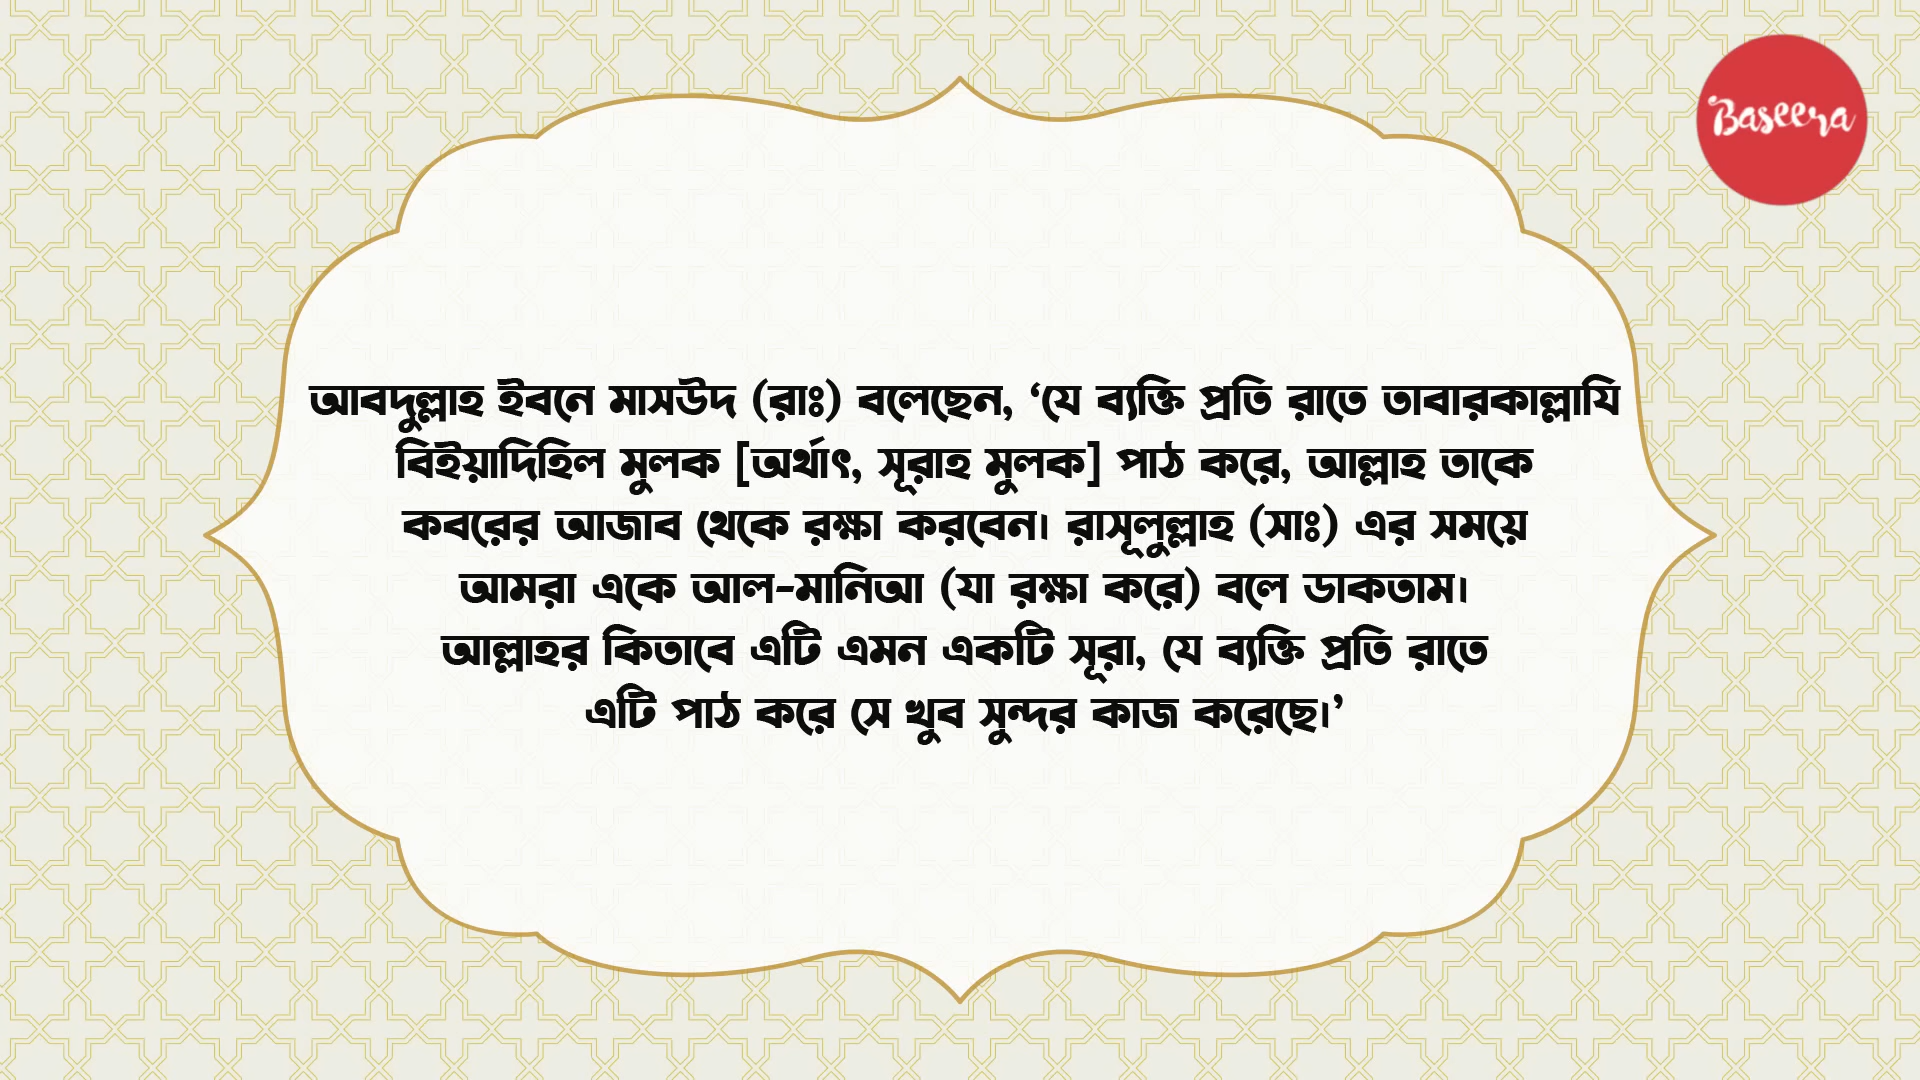 Baseera
আবদুল্লাহ ইবনে মাসউদ (রাঃ) বলেছেন, ‘যে ব্যক্তি প্রতি রাতে তাবারকাল্লাযি
বিইয়াদিহিল মুলক [অর্থাৎ, সূরাহ মুলক] পাঠ করে, আল্লাহ তাকে
কবরের আজাব থেকে রক্ষা করবেন। রাসূলুল্লাহ (সাঃ) এর সময়ে
আমরা একে আল-মানিআ (যা রক্ষা করে) বলে ডাকতাম।
আল্লাহর কিতাবে এটি এমন একটি সূরা, যে ব্যক্তি প্রতি রাতে
এটি পাঠ করে সে খুব সুন্দর কাজ করেছে।’